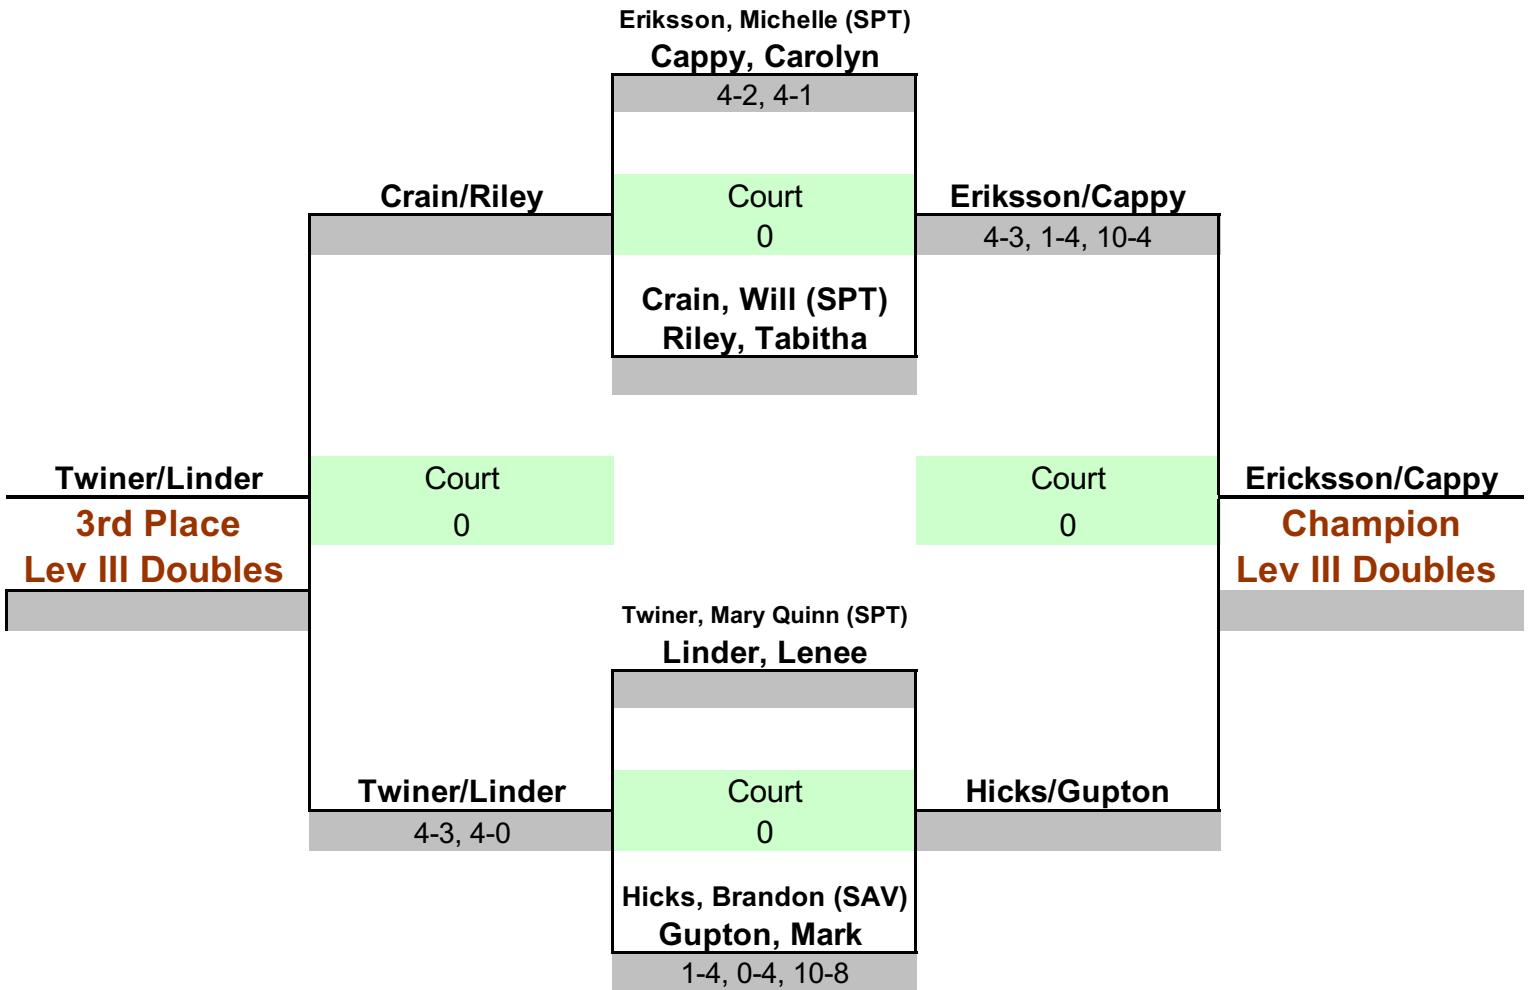 Eriksson, Michelle (SPT)
Cappy, Carolyn
4-2, 4-1
Crain/Riley
Court
0
Eriksson/Cappy
4-3, 1-4, 10-4
Crain, Will (SPT)
Riley, Tabitha
Twiner/Linder
3rd Place
Lev III Doubles
Court
0
Court
0
Ericksson/Cappy
Champion
Lev III Doubles
Twiner, Mary Quinn (SPT)
Linder, Lenee
Twiner/Linder
4-3, 4-0
Court
0
Hicks/Gupton
Hicks, Brandon (SAV)
Gupton, Mark
1-4, 0-4, 10-8